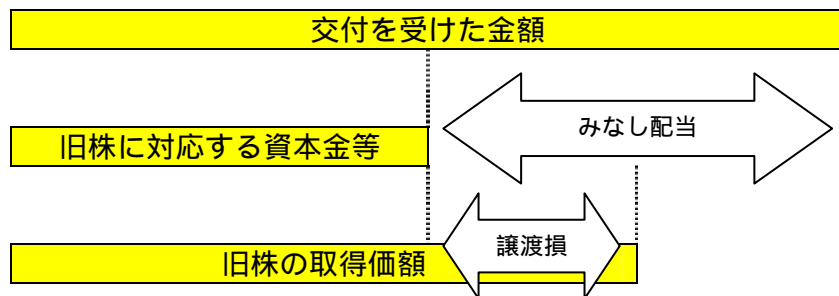 交付を受けた金額
みなし配当
旧株に対応する資本金等
譲渡損
旧株の取得価額